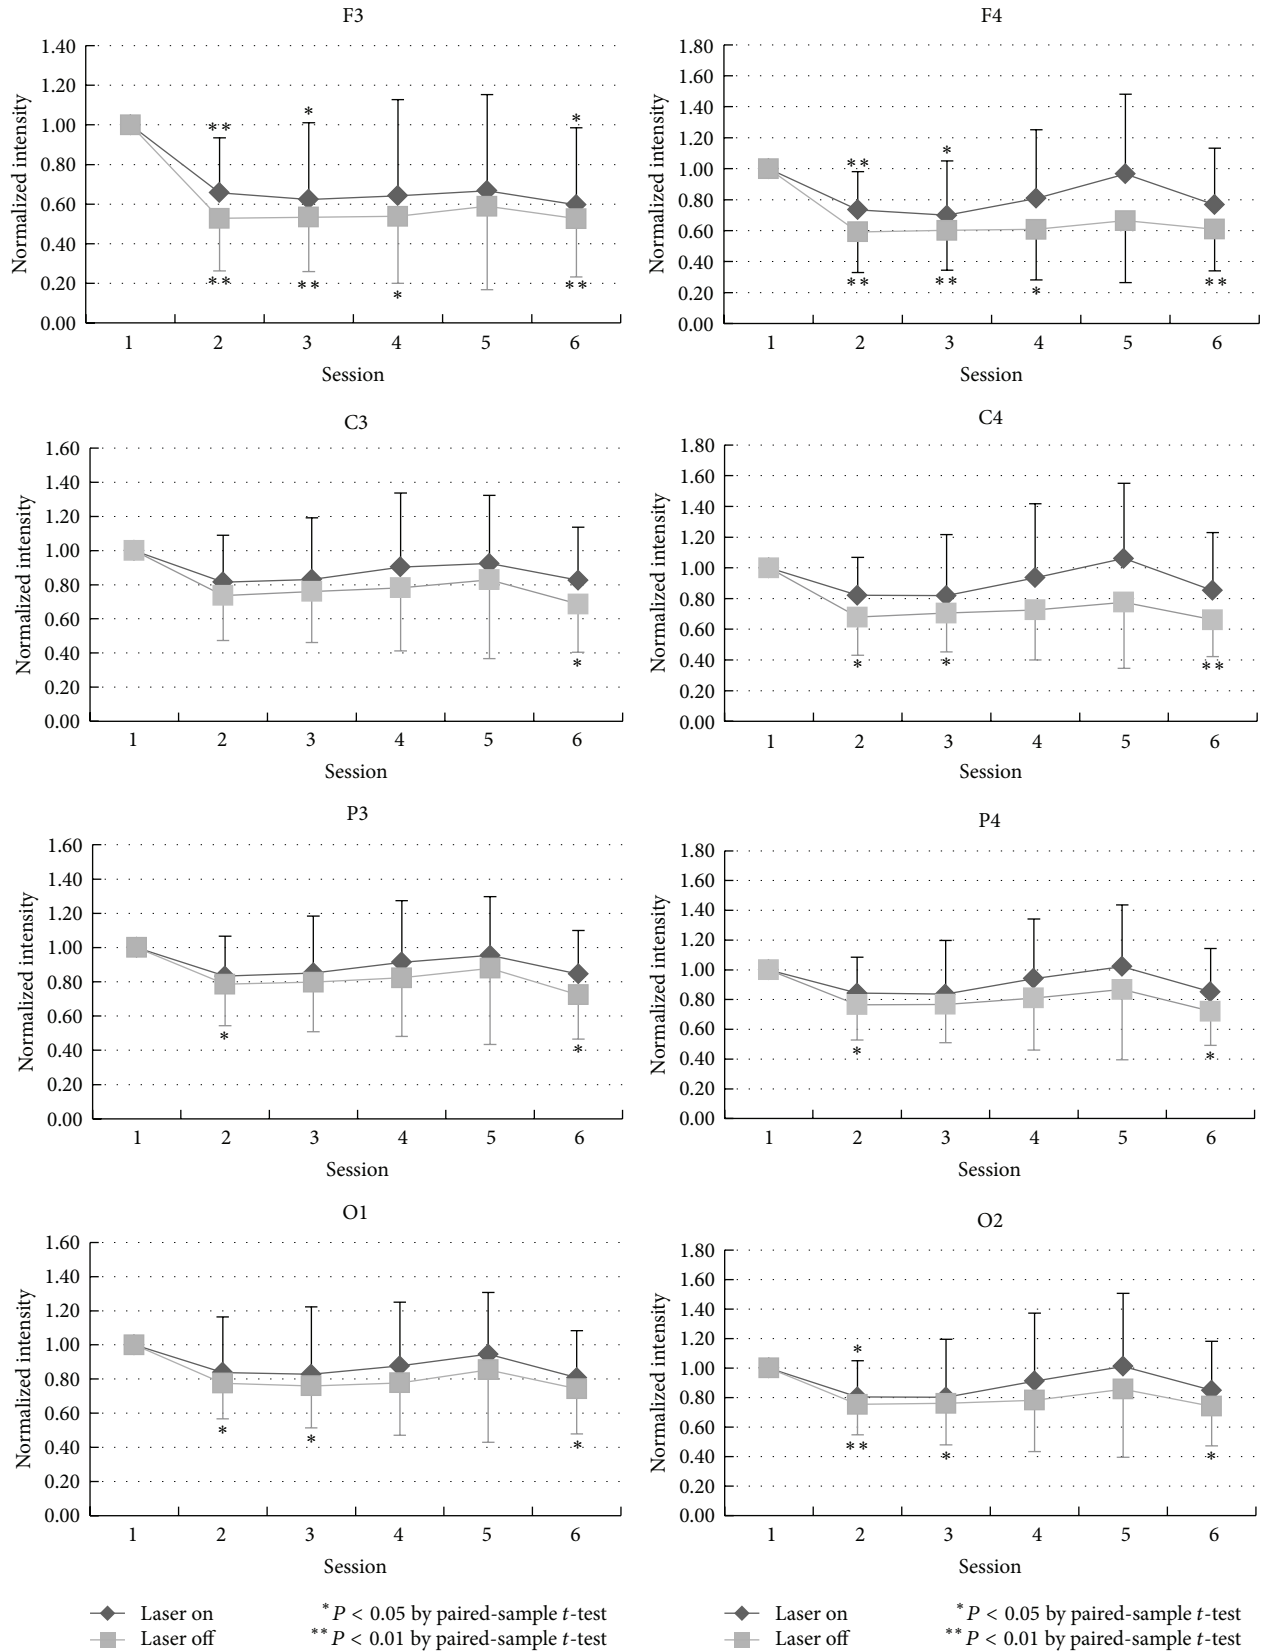 F3
1.40
1.20
1.00
0.80
0.60
0.40
0.20
0.00
Normalized intensity
** * *
** ** * **
1 2 3 4 5 6
Session
F4
1.80
1.60
1.40
1.20
1.00
0.80
0.60
0.40
0.20
0.00
Normalized intensity
** *
** ** * **
1 2 3 4 5 6
Session
C3
1.60
1.40
1.20
1.00
0.80
0.60
0.40
0.20
0.00
Normalized intensity
*
1 2 3 4 5 6
Session
C4
1.80
1.60
1.40
1.20
1.00
0.80
0.60
0.40
0.20
0.00
Normalized intensity
* * **
1 2 3 4 5 6
Session
P3
1.60
1.40
1.20
1.00
0.80
0.60
0.40
0.20
0.00
Normalized intensity
* *
1 2 3 4 5 6
Session
P4
1.80
1.60
1.40
1.20
1.00
0.80
0.60
0.40
0.20
0.00
Normalized intensity
* *
1 2 3 4 5 6
Session
O1
1.60
1.40
1.20
1.00
0.80
0.60
0.40
0.20
0.00
Normalized intensity
* * *
1 2 3 4 5 6
Session
O2
1.80
1.60
1.40
1.20
1.00
0.80
0.60
0.40
0.20
0.00
Normalized intensity
*
** * *
1 2 3 4 5 6
Session
Laser on
Laser off
*P < 0.05 by paired-sample t-test
**P < 0.01 by paired-sample t-test
Laser on
Laser off
*P < 0.05 by paired-sample t-test
**P < 0.01 by paired-sample t-test